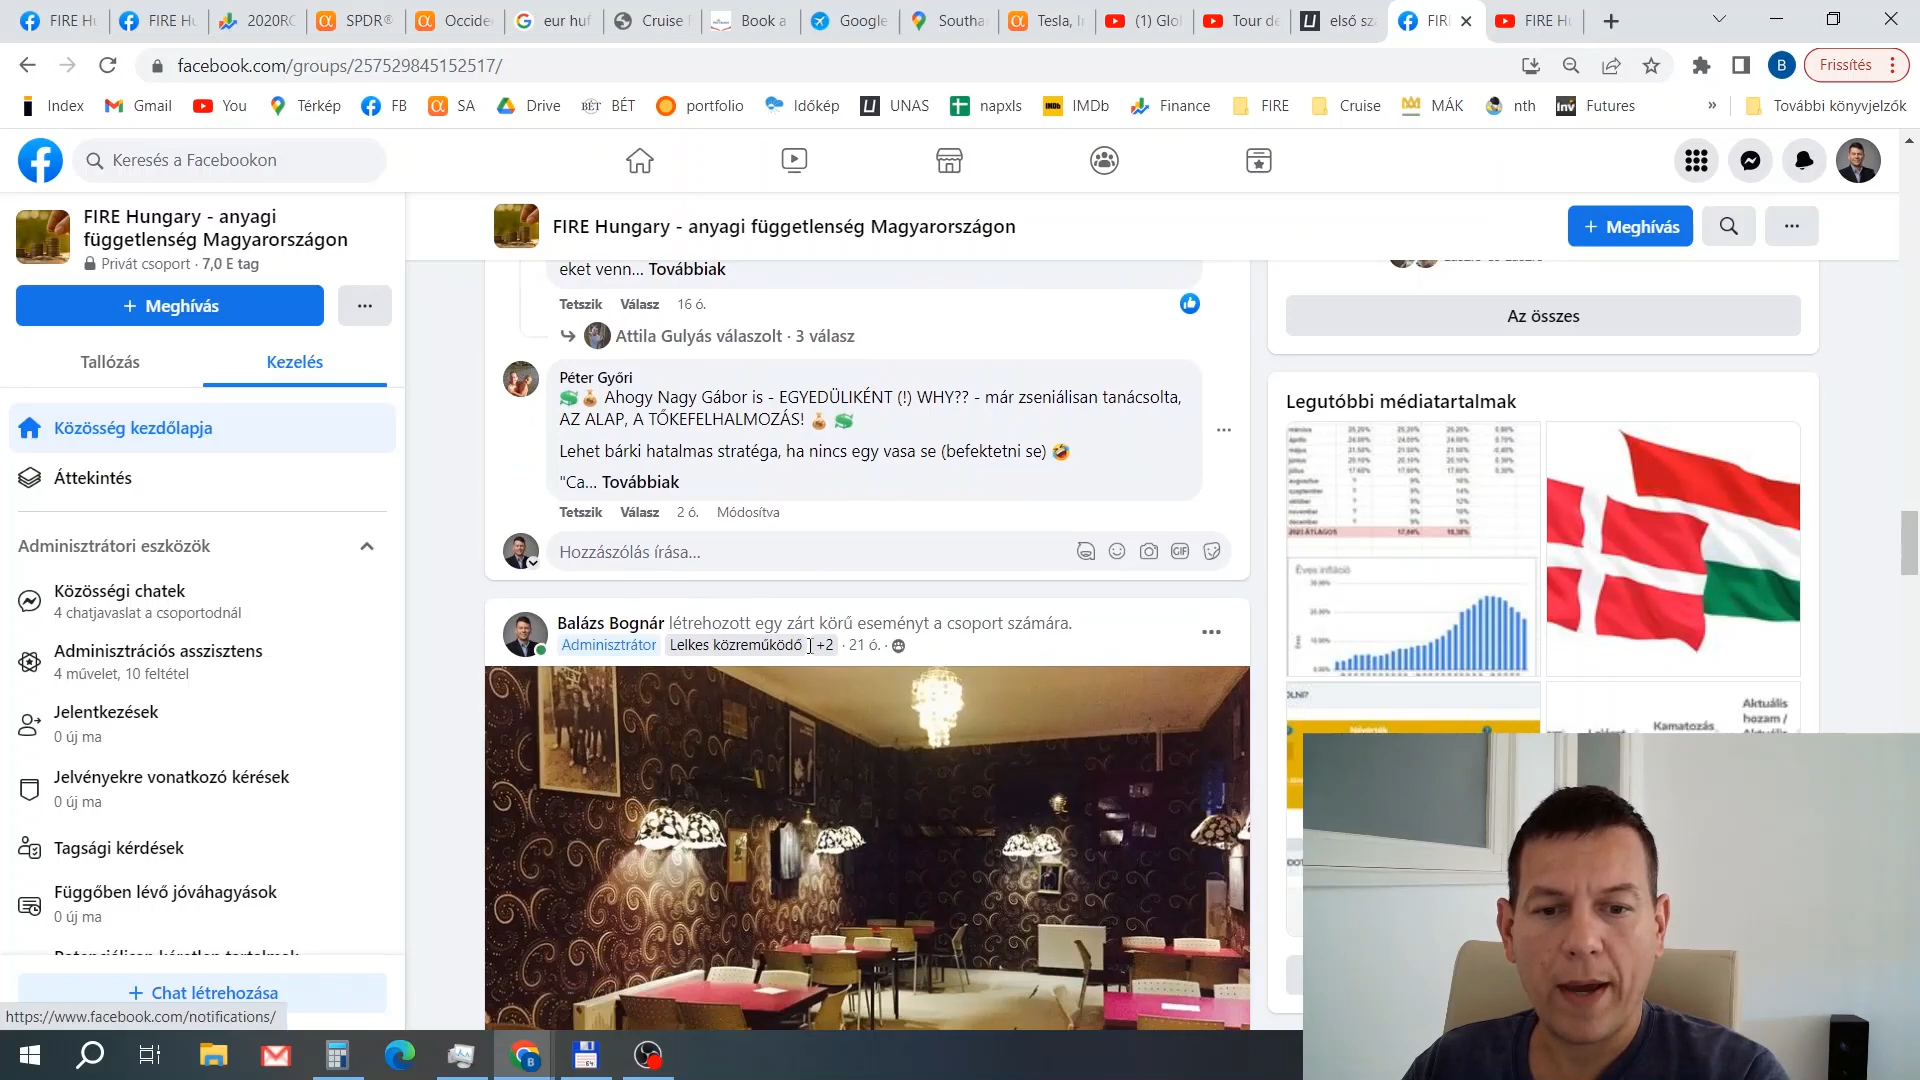 FIRE Hu
FIRE Hu
2020RO
SPDR®
Occide
eur huf
Cruise
Book a
Google
Southa
Tesla, I
(1) Glo
Tour de
első sz
FIR
FIRE Hu
facebook.com/groups/257529845152517/
B
Frissítés
Index
Gmail
You
Térkép
FB
SA
Drive
BÉT
portfolio
Időkép
UNAS
napxls
IMDb
Finance
FIRE
Cruise
MÁK
nth
Futures
»
További könyvjelzők
Keresés a Facebookon
FIRE Hungary - anyagi
függetlenség Magyarországon
Privát csoport · 7,0 E tag
+ Meghívás
Tallózás
Kezelés
Közösség kezdőlapja
Áttekintés
Adminisztrátori eszközök
Közösségi chatek
4 chatjavaslat a csoportodnál
Adminisztrációs asszisztens
4 művelet, 10 feltétel
Jelentkezések
0 új ma
Jelvényekre vonatkozó kérések
0 új ma
Tagsági kérdések
Függőben lévő jóváhagyások
0 új ma
+ Chat létrehozása
https://www.facebook.com/notifications/
FIRE Hungary - anyagi függetlenség Magyarországon
+ Meghívás
eket venn... Továbbiak
Tetszik Válasz 16 ó.
Attila Gulyás válaszolt · 3 válasz
Péter Győri
Ahogy Nagy Gábor is - EGYEDÜLIKÉNT (!) WHY?? - már zseniálisan tanácsolta,
AZ ALAP, A TŐKEFELHALMOZÁS!
Lehet bárki hatalmas stratéga, ha nincs egy vasa se (befektetni se)
"Ca... Továbbiak
Tetszik Válasz 2 ó. Módosítva
Hozzászólás írása...
GIF
Balázs Bognár létrehozott egy zárt körű eseményt a csoport számára.
Adminisztrátor Lelkes közreműködő +2 · 21 ó. ·
Az összes
Legutóbbi médiatartalmak
Éves infláció
Aktuális
hozam /
Kamatozás